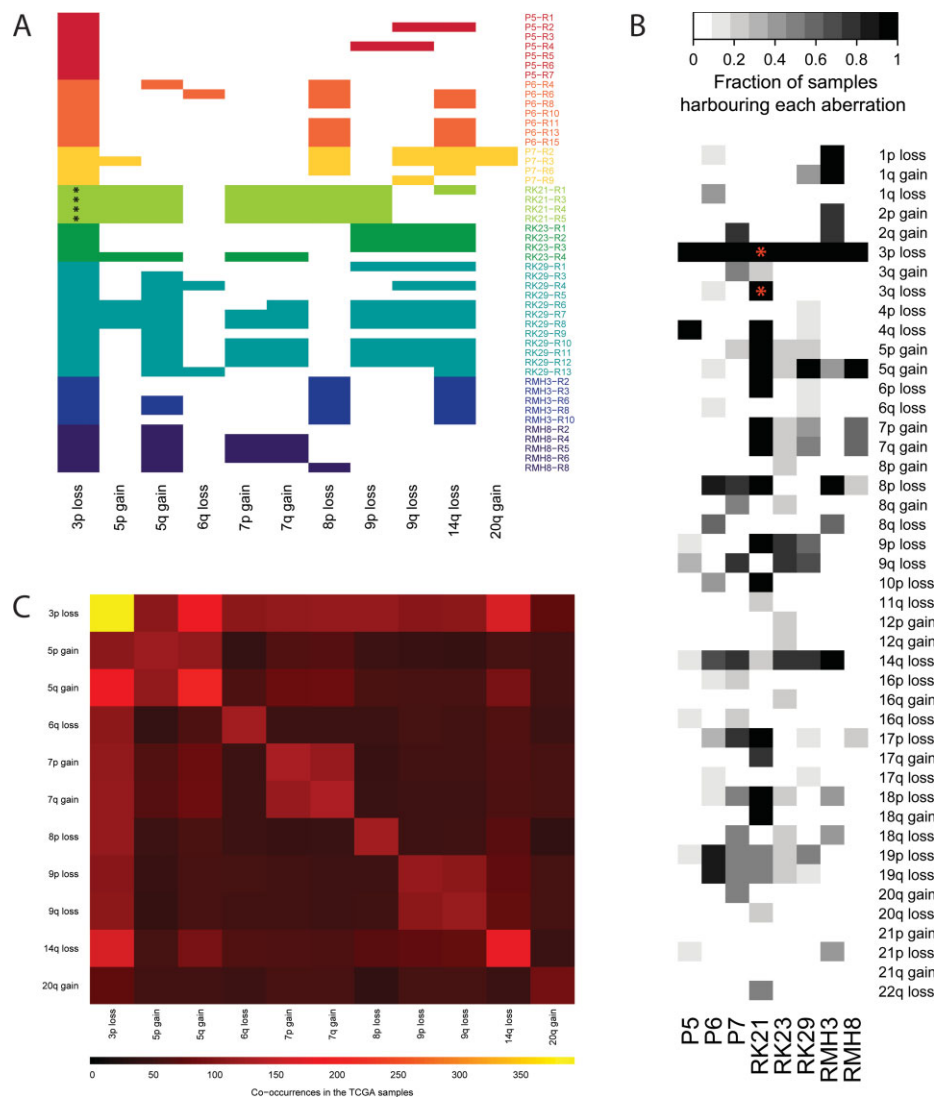 A
P5-R1
P5-R2
P5-R3
P5-R4
P5-R5
P5-R6
P5-R7
P6-R4
P6-R6
P6-R8
P6-R10
P6-R11
P6-R13
P6-R15
P7-R2
P7-R3
P7-R6
P7-R9
* RK21-R1
* RK21-R3
* RK21-R4
* RK21-R5
RK23-R1
RK23-R2
RK23-R3
RK23-R4
RK29-R1
RK29-R3
RK29-R4
RK29-R5
RK29-R6
RK29-R7
RK29-R8
RK29-R9
RK29-R10
RK29-R11
RK29-R12
RK29-R13
RMH3-R2
RMH3-R3
RMH3-R6
RMH3-R8
RMH3-R10
RMH8-R2
RMH8-R4
RMH8-R5
RMH8-R6
RMH8-R8
3p loss
5p gain
5q gain
6q loss
7p gain
7q gain
8p loss
9p loss
9q loss
14q loss
20q gain
B
0 0.2 0.4 0.6 0.8 1
Fraction of samples
harbouring each aberration
1p loss
1q gain
1q loss
2p gain
2q gain
* 3p loss
3q gain
* 3q loss
4p loss
4q loss
5p gain
5q gain
6p loss
6q loss
7p gain
7q gain
8p gain
8p loss
8q gain
8q loss
9p loss
9q loss
10p loss
11q loss
12p gain
12q gain
14q loss
16p loss
16q gain
16q loss
17p loss
17q gain
17q loss
18p loss
18q gain
18q loss
19p loss
19q loss
20q gain
20q loss
21p gain
21p loss
21q gain
22q loss
P5
P6
P7
RK21
RK23
RK29
RMH3
RMH8
C
3p loss
5p gain
5q gain
6q loss
7p gain
7q gain
8p loss
9p loss
9q loss
14q loss
20q gain
3p loss
5p gain
5q gain
6q loss
7p gain
7q gain
8p loss
9p loss
9q loss
14q loss
20q gain
0 50 100 150 200 250 300 350
Co-occurrences in the TCGA samples